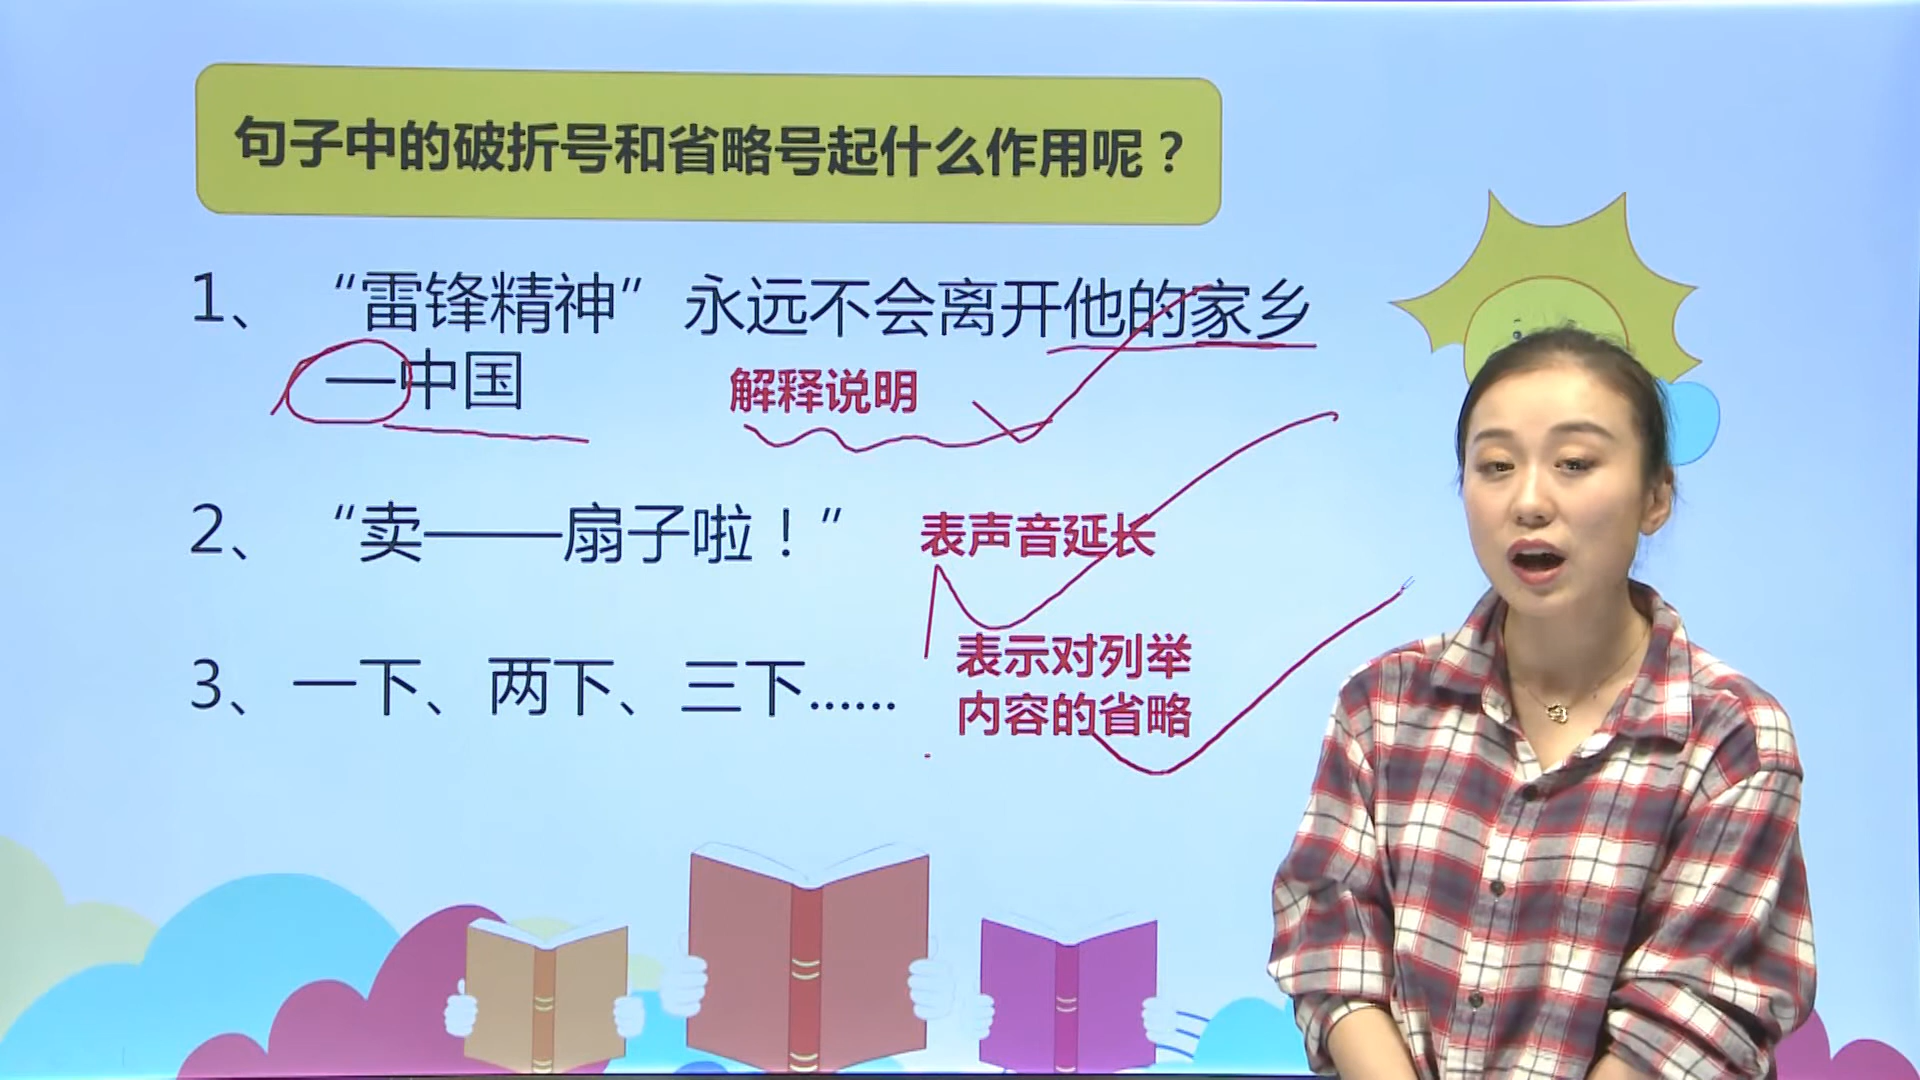 句子中的破折号和省略号起什么作用呢？
1、 “雷锋精神” 永远不会离开他的家乡
—中国
解释说明
2、 “卖——扇子啦！”
表声音延长
3、一下、两下、三下......
表示对列举
内容的省略